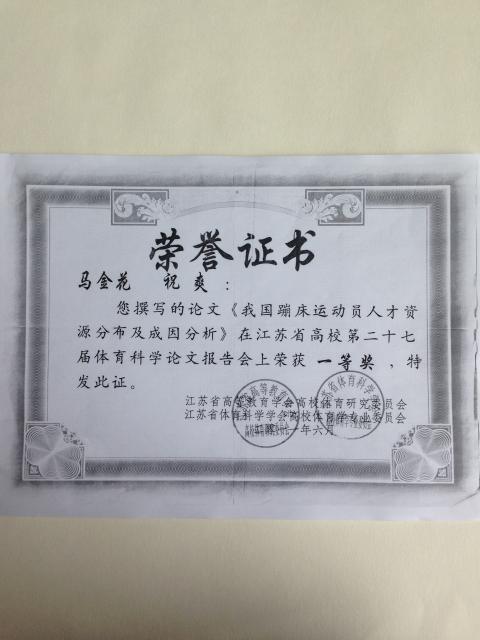 荣誉证书
马金花 祝爽：
您撰写的论文《我国蹦床运动员人才资
源分布及成因分析》在江苏省高校第二十七
届体育科学论文报告会上荣获 一等奖，特
发此证。
江苏省高等教育学会高校体育研究委员会
江苏省体育科学学会高校体育学专业委员会
年六月